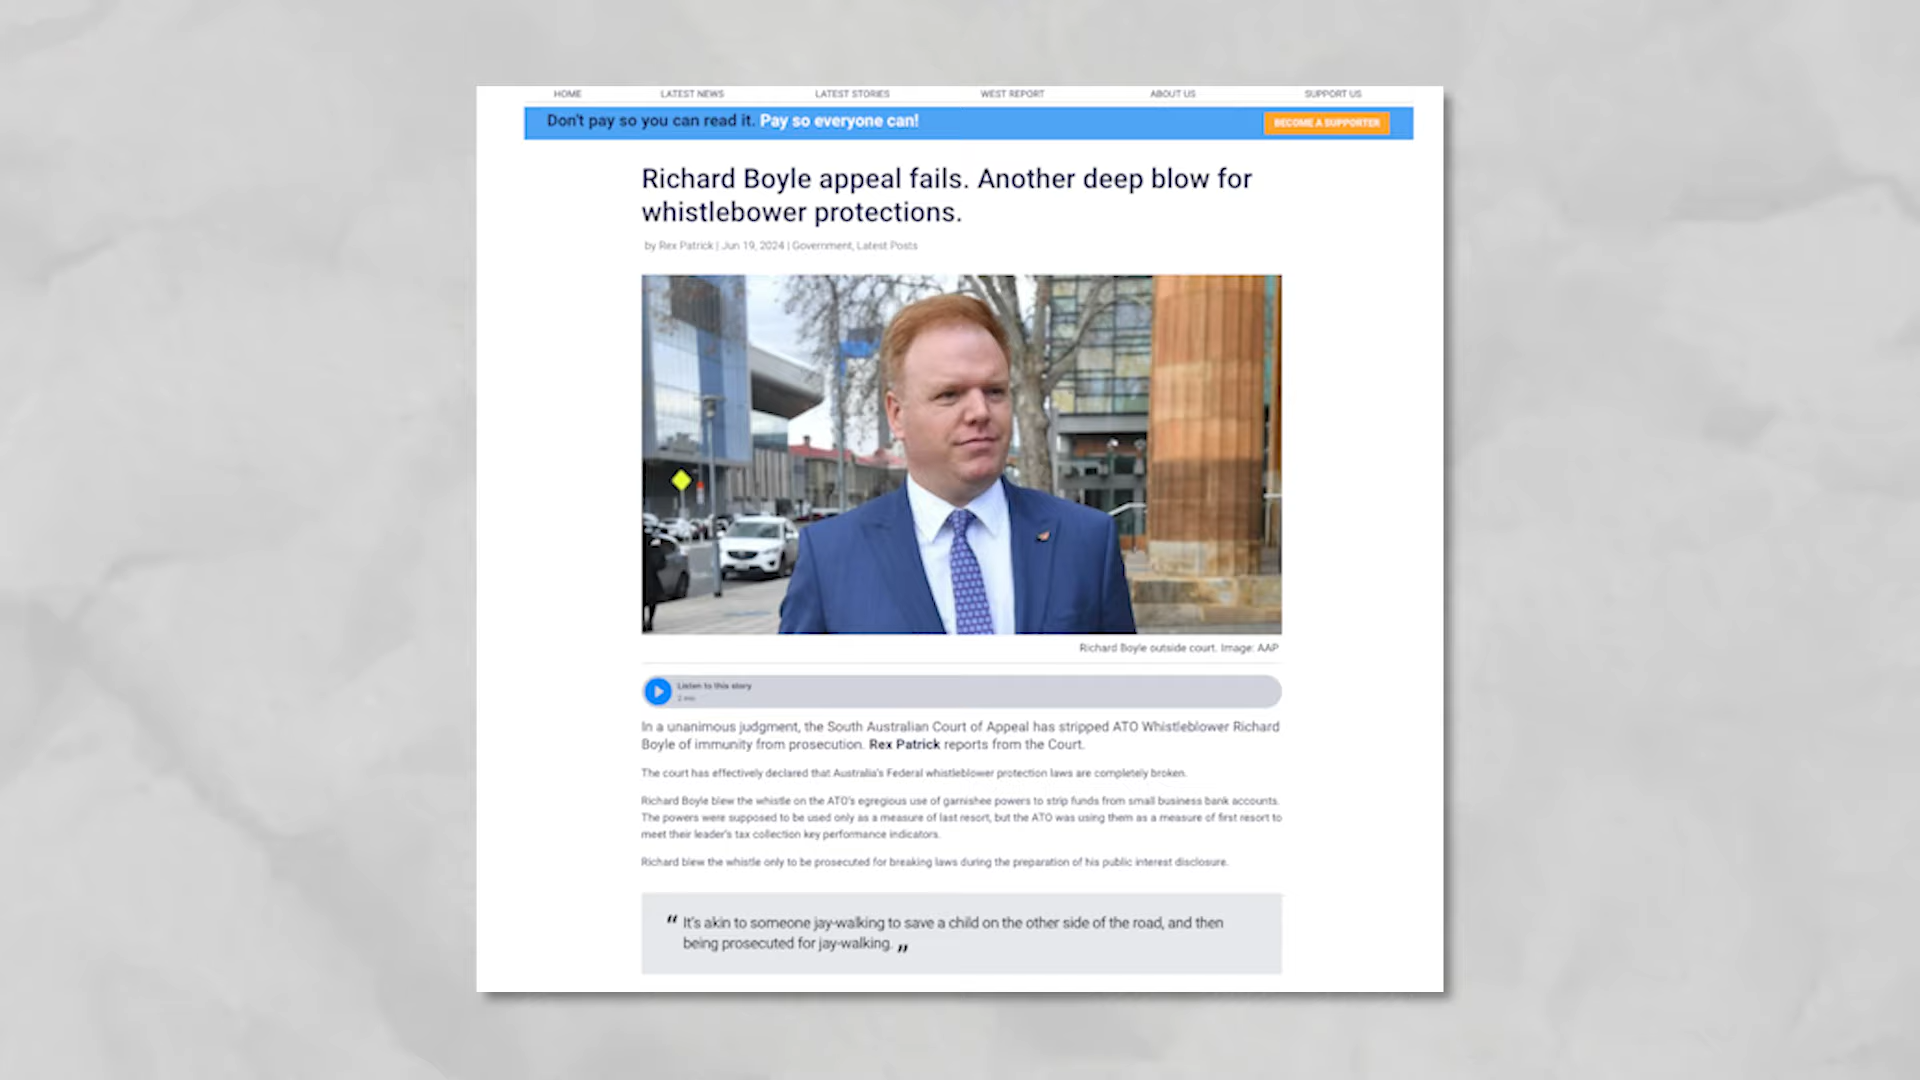 HOME LATEST NEWS LATEST STORIES WEST REPORT ABOUT US SUPPORT US
Don't pay so you can read it. Pay so everyone can! BECOME A SUPPORTER
Richard Boyle appeal fails. Another deep blow for
whistlebower protections.
by Rex Patrick | Jun 19, 2024 | Government, Latest Posts
Richard Boyle outside court. Image: AAP
Listen to this story
2 min
In a unanimous judgment, the South Australian Court of Appeal has stripped ATO Whistleblower Richard
Boyle of immunity from prosecution. Rex Patrick reports from the Court.
The court has effectively declared that Australia's Federal whistleblower protection laws are completely broken.
Richard Boyle blew the whistle on the ATO's egregious use of garnishee powers to strip funds from small business bank accounts.
The powers were supposed to be used only as a measure of last resort, but the ATO was using them as a measure of first resort to
meet their leader's tax collection key performance indicators.
Richard blew the whistle only to be prosecuted for breaking laws during the preparation of his public interest disclosure.
" It's akin to someone jay-walking to save a child on the other side of the road, and then
being prosecuted for jay-walking. "